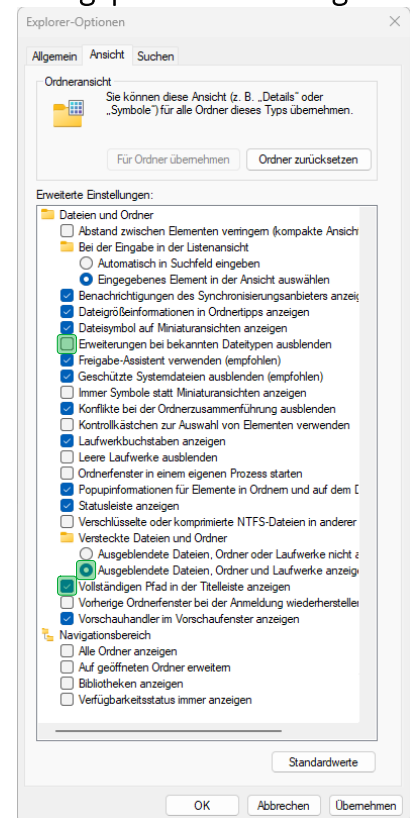 Explorer-Optionen
Allgemein Ansicht Suchen
Ordneransicht
Sie können diese Ansicht (z. B. „Details" oder
„Symbole") für alle Ordner dieses Typs übernehmen.
Für Ordner übernehmen Ordner zurücksetzen
Erweiterte Einstellungen:
Dateien und Ordner
Abstand zwischen Elementen verringern (kompakte Ansich
Bei der Eingabe in der Listenansicht
Automatisch in Suchfeld eingeben
Eingegebenes Element in der Ansicht auswählen
Benachrichtigungen des Synchronisierungsanbieters anzeig
Dateigrößeinformationen in Ordnertipps anzeigen
Dateisymbol auf Miniaturansichten anzeigen
Erweiterungen bei bekannten Dateitypen ausblenden
Freigabe-Assistent verwenden (empfohlen)
Geschützte Systemdateien ausblenden (empfohlen)
Immer Symbole statt Miniaturansichten anzeigen
Konflikte bei der Ordnerzusammenführung ausblenden
Kontrollkästchen zur Auswahl von Elementen verwenden
Laufwerkbuchstaben anzeigen
Leere Laufwerke ausblenden
Ordnerfenster in einem eigenen Prozess starten
Popupinformationen für Elemente in Ordnern und auf dem D
Statusleiste anzeigen
Verschlüsselte oder komprimierte NTFS-Dateien in anderer
Versteckte Dateien und Ordner
Ausgeblendete Dateien, Ordner oder Laufwerke nicht a
Ausgeblendete Dateien, Ordner und Laufwerke anzeige
Vollständigen Pfad in der Titelleiste anzeigen
Vorherige Ordnerfenster bei der Anmeldung wiederherstellen
Vorschauhandler im Vorschaufenster anzeigen
Navigationsbereich
Alle Ordner anzeigen
Auf geöffneten Ordner erweitern
Bibliotheken anzeigen
Verfügbarkeitsstatus immer anzeigen
Standardwerte
OK Abbrechen Übernehmen